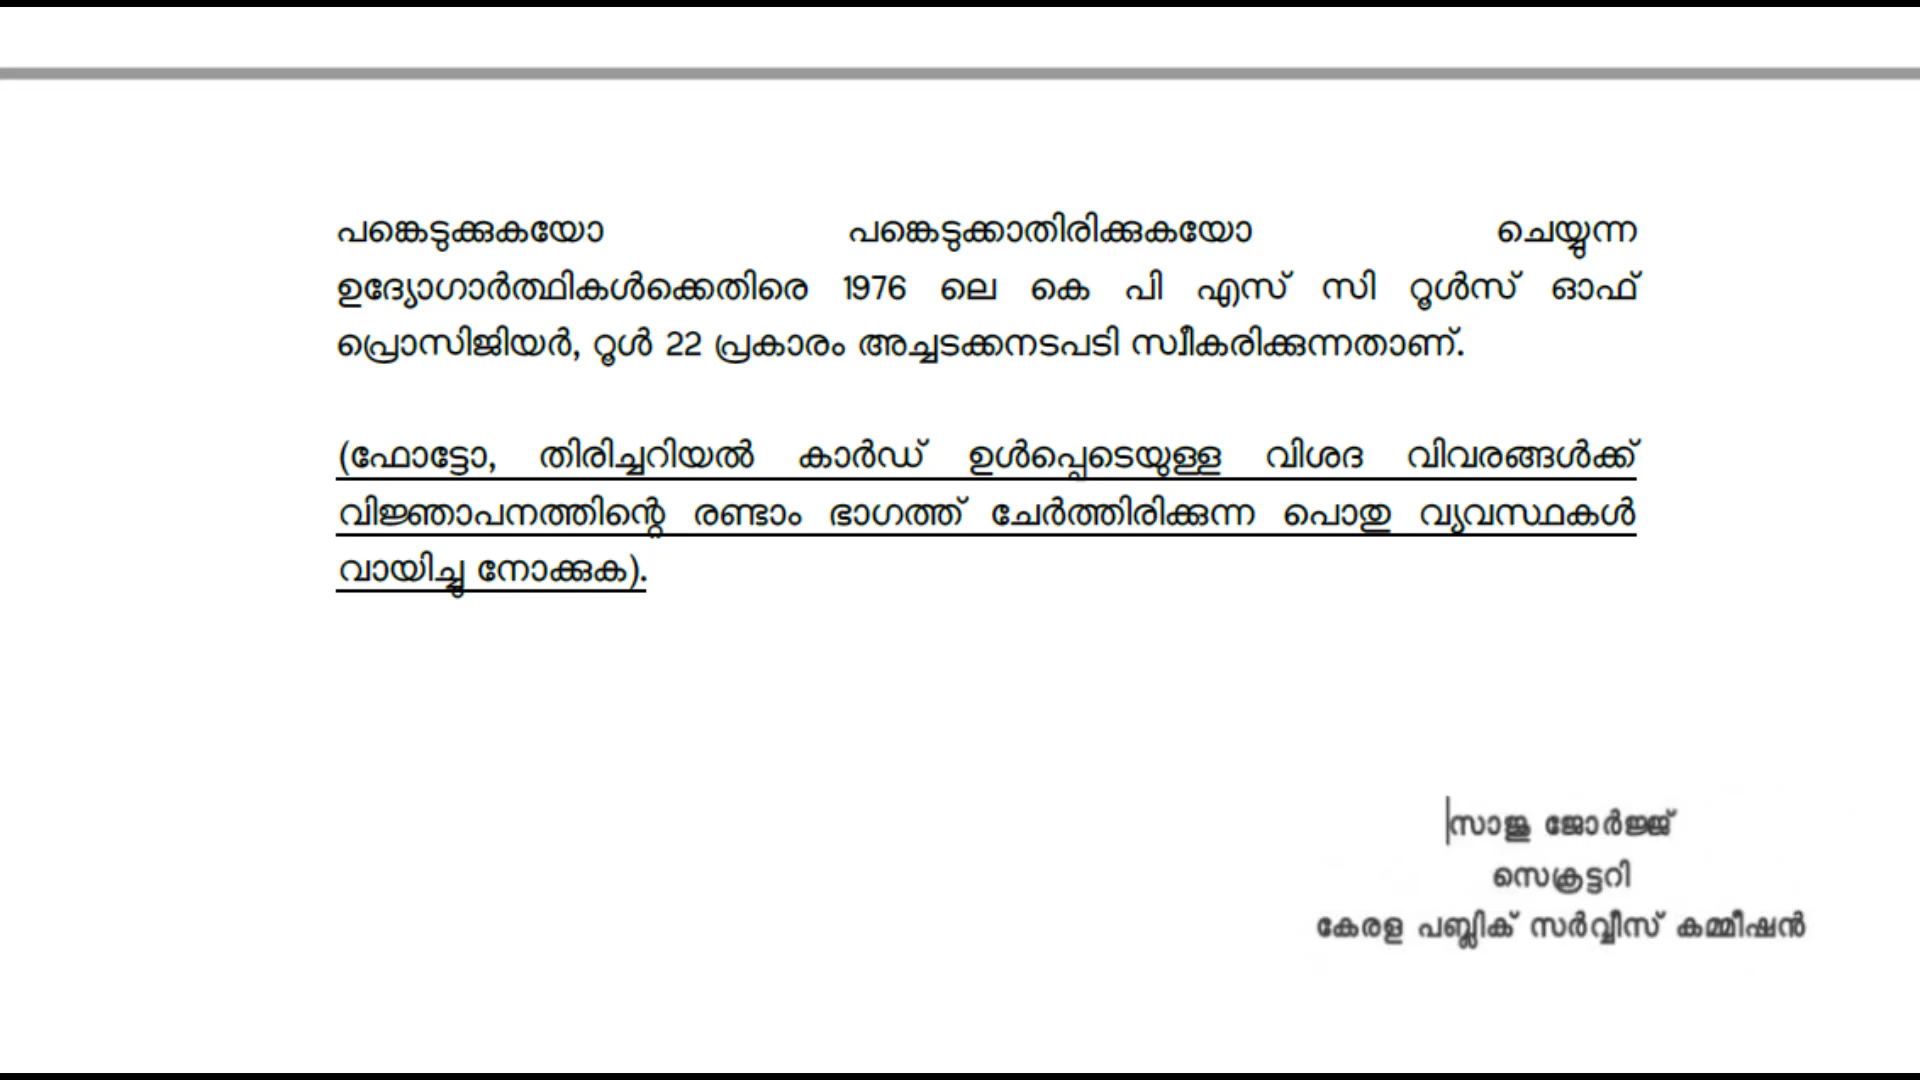 പങ്കെടുക്കുകയോ പങ്കെടുക്കാതിരിക്കുകയോ ചെയ്യുന്ന
ഉദ്യോഗാർത്ഥികൾക്കെതിരെ 1976 ലെ കെ പി എസ് സി റൂൾസ് ഓഫ്
പ്രൊസിജിയർ, റൂൾ 22 പ്രകാരം അച്ചടക്കനടപടി സ്വീകരിക്കുന്നതാണ്.
(ഫോട്ടോ, തിരിച്ചറിയൽ കാർഡ് ഉൾപ്പെടെയുള്ള വിശദ വിവരങ്ങൾക്ക്
വിജ്ഞാപനത്തിന്റെ രണ്ടാം ഭാഗത്ത് ചേർത്തിരിക്കുന്ന പൊതു വ്യവസ്ഥകൾ
വായിച്ചു നോക്കുക).
സാജു ജോർജ്ജ്
സെക്രട്ടറി
കേരള പബ്ലിക് സർവ്വീസ് കമ്മീഷൻ